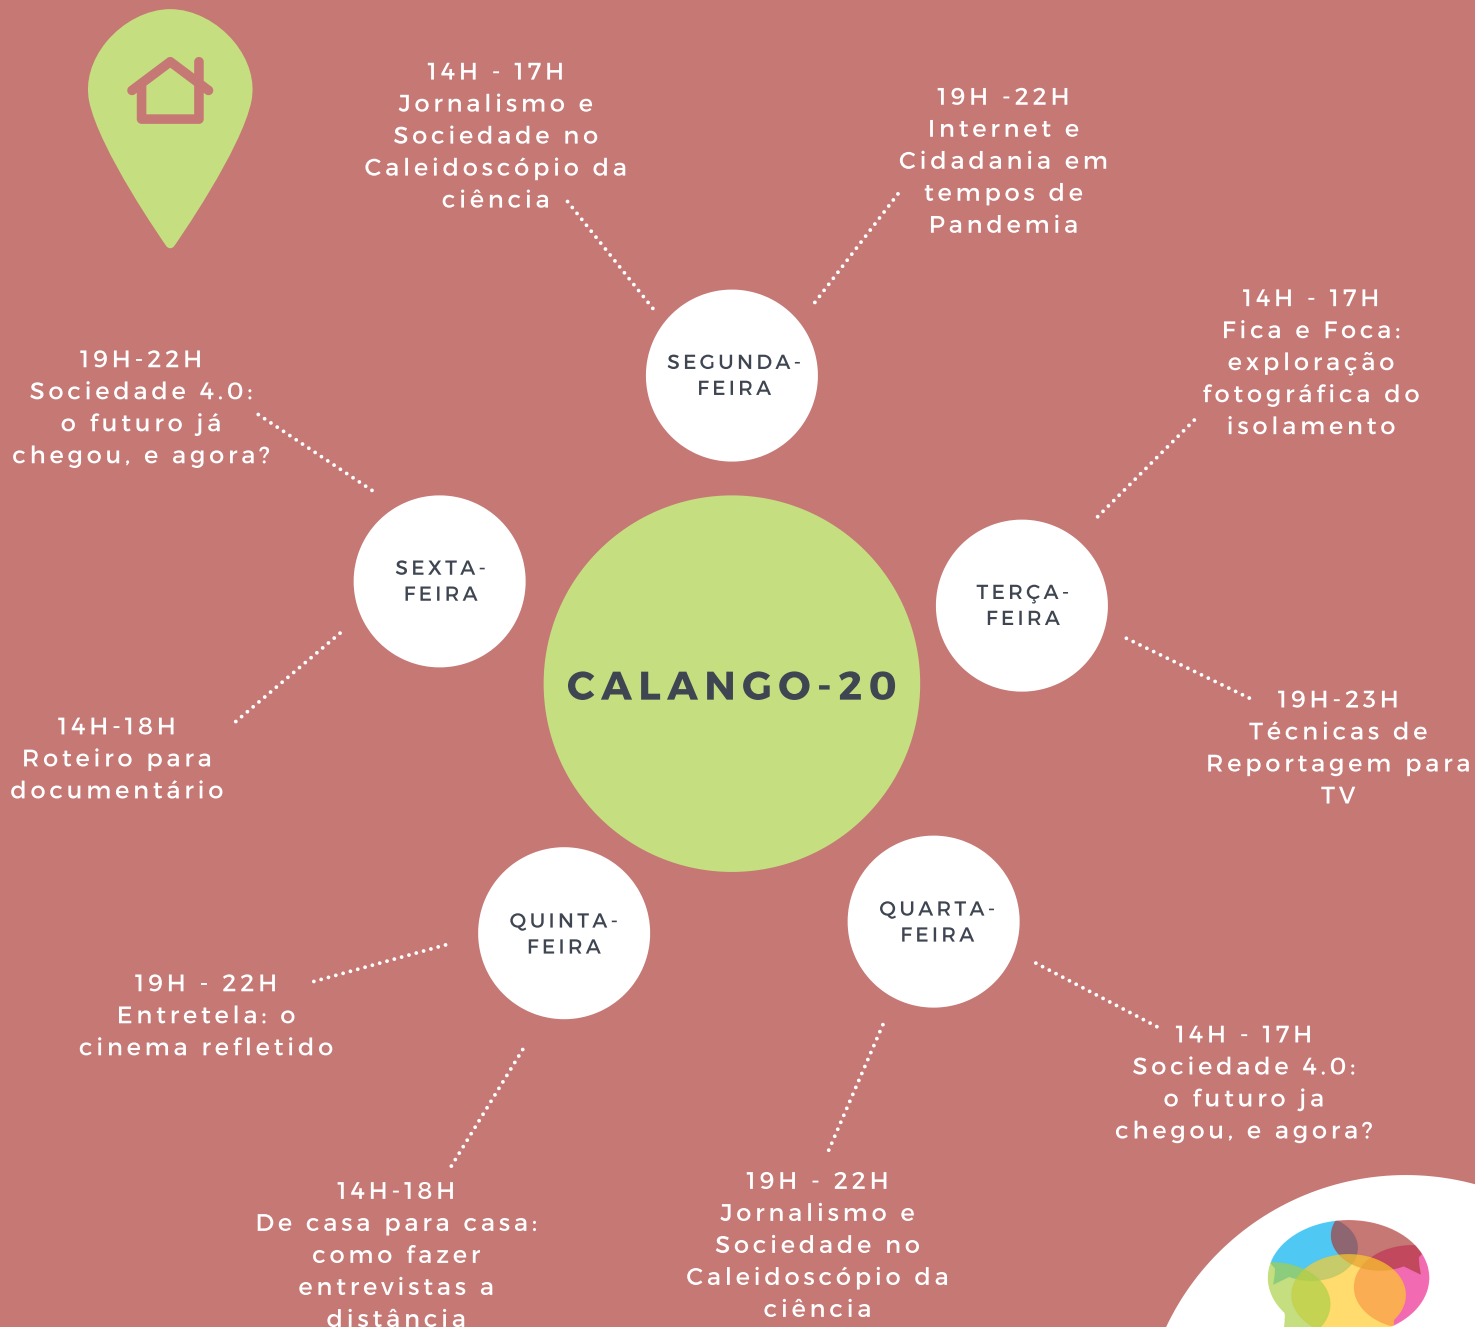 14H - 17H
Jornalismo e
Sociedade no
Caleidoscópio da
ciência
19H -22H
Internet e
Cidadania em
tempos de
Pandemia
SEGUNDA-
FEIRA
14H - 17H
Fica e Foca:
exploração
fotográfica do
isolamento
19H-22H
Sociedade 4.0:
o futuro já
chegou, e agora?
SEXTA-
FEIRA
TERÇA-
FEIRA
CALANGO-20
14H-18H
Roteiro para
documentário
19H-23H
Técnicas de
Reportagem para
TV
QUINTA-
FEIRA
QUARTA-
FEIRA
19H - 22H
Entretela: o
cinema refletido
14H - 17H
Sociedade 4.0:
o futuro ja
chegou, e agora?
14H-18H
De casa para casa:
como fazer
entrevistas a
distância
19H - 22H
Jornalismo e
Sociedade no
Caleidoscópio da
ciência